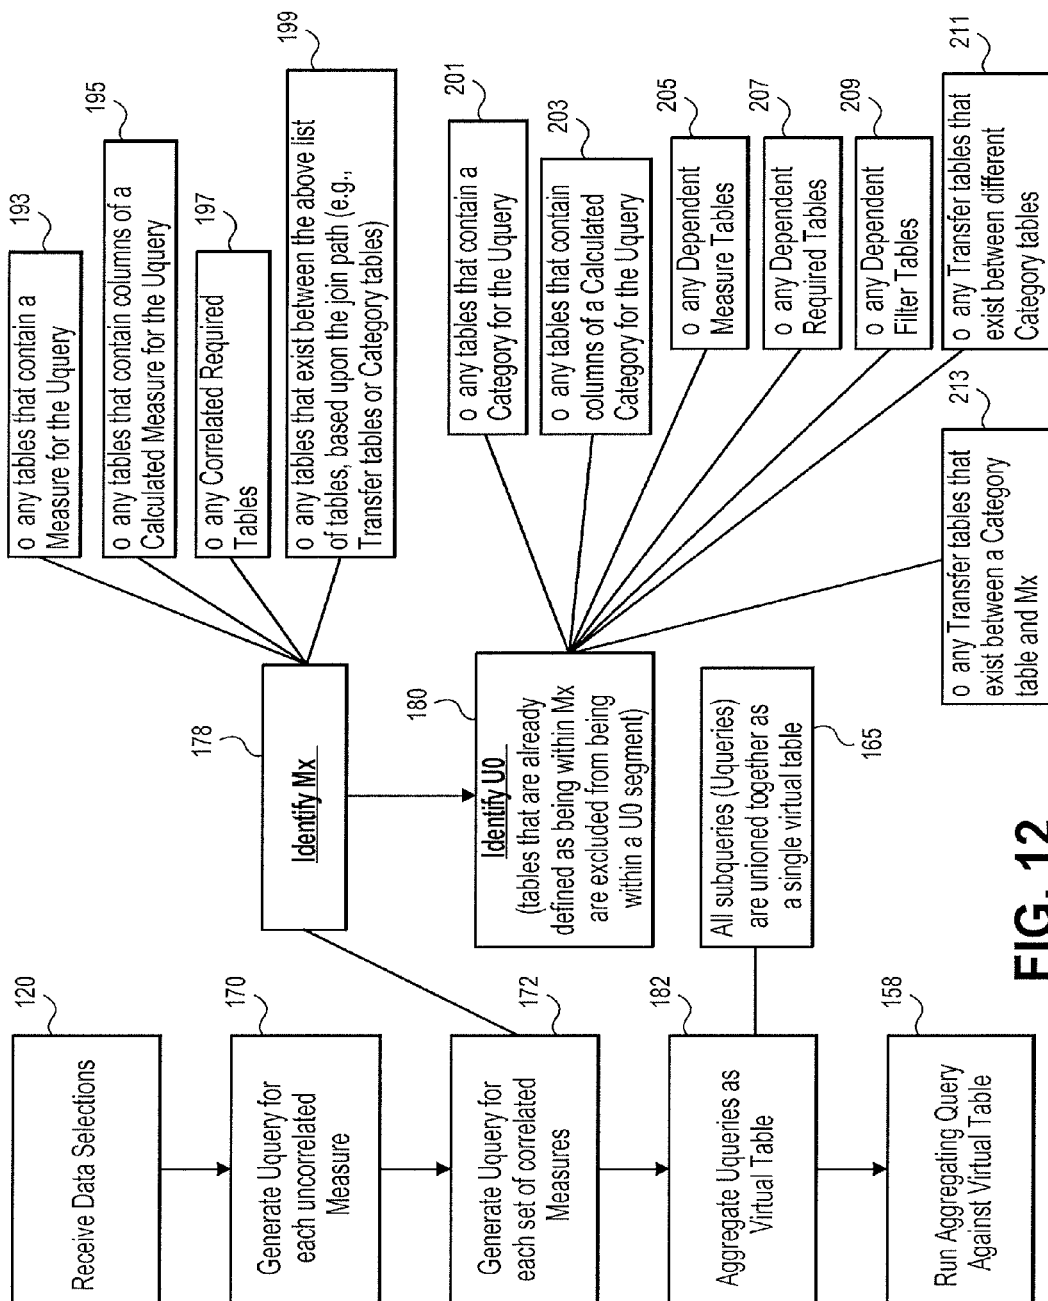 120
Receive Data Selections
170
Generate Uquery for
each uncorrelated
Measure
172
Generate Uquery for
each set of correlated
Measures
182
Aggregate Uqueries as
Virtual Table
158
Run Aggregating Query
Against Virtual Table
178
Identify Mx
180
Identify U0
(tables that are already
defined as being within Mx
are excluded from being
within a U0 segment)
All subqueries (Uqueries)
are unioned together as
a single virtual table
165
193
o any tables that contain a
Measure for the Uquery
195
o any tables that contain columns of a
Calculated Measure for the Uquery
197
o any Correlated Required
Tables
199
o any tables that exist between the above list
of tables, based upon the join path (e.g.,
Transfer tables or Category tables)
201
o any tables that contain a
Category for the Uquery
203
o any tables that contain
columns of a Calculated
Category for the Uquery
205
o any Dependent
Measure Tables
207
o any Dependent
Required Tables
209
o any Dependent
Filter Tables
211
o any Transfer tables that
exist between different
Category tables
213
o any Transfer tables that
exist between a Category
table and Mx
FIG. 12